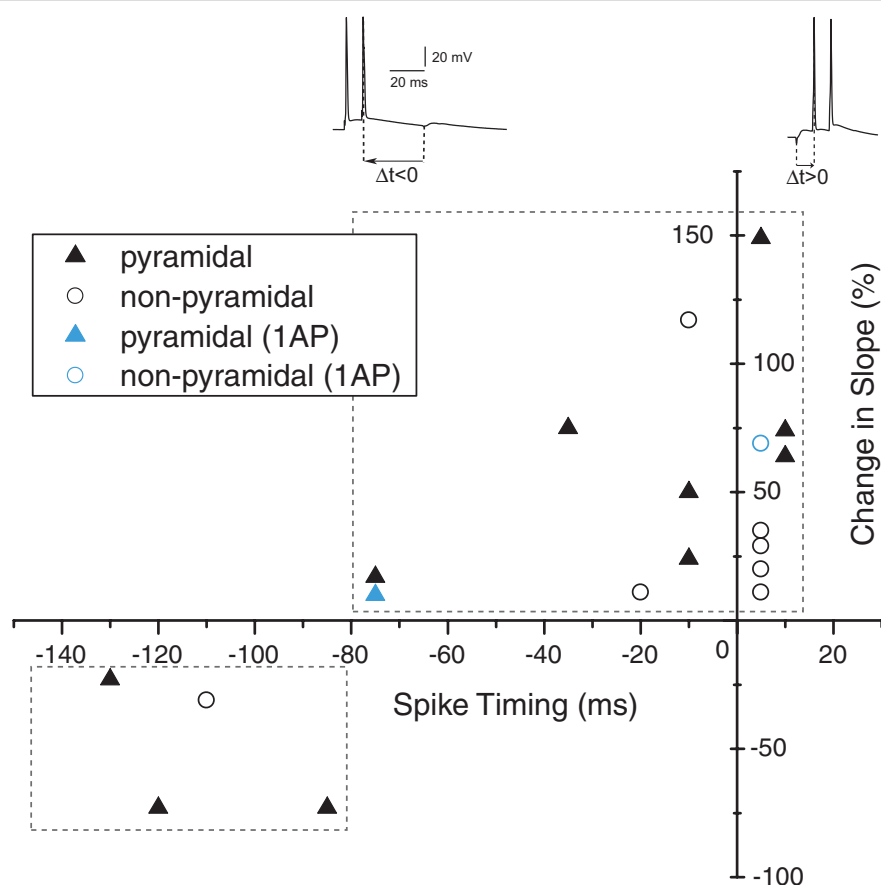 20 mV
20 ms
Δt<0
Δt>0
pyramidal
non-pyramidal
pyramidal (1AP)
non-pyramidal (1AP)
150
100
50
-50
-100
Change in Slope (%)
-140 -120 -100 -80 -60 -40 -20 0 20
Spike Timing (ms)